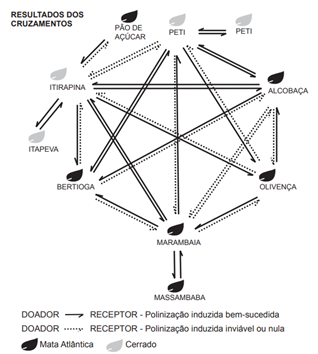 RESULTADOS DOS
CRUZAMENTOS
PÃO DE
AÇÚCAR
PETI
PETI
ITIRAPINA
ALCOBAÇA
ITAPEVA
BERTIOGA
OLIVENÇA
MARAMBAIA
MASSAMBABA
DOADOR RECEPTOR - Polinização induzida bem-sucedida
DOADOR RECEPTOR - Polinização induzida inviável ou nula
Mata Atlântica Cerrado